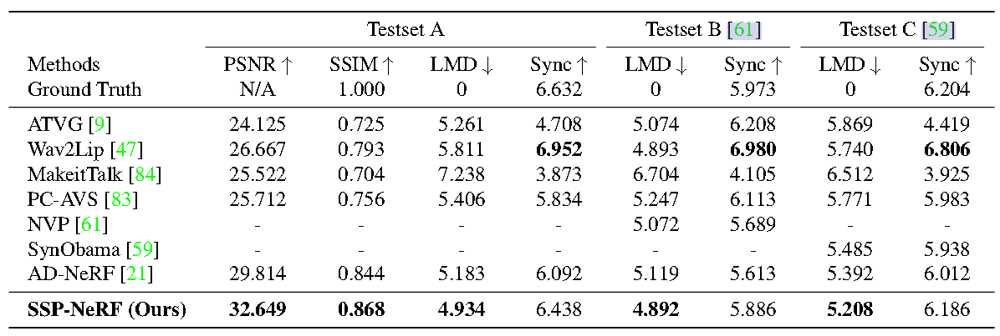 Testset A Testset B [61] Testset C [59]
Methods PSNR ↑ SSIM ↑ LMD ↓ Sync ↑ LMD ↓ Sync ↑ LMD ↓ Sync ↑
Ground Truth N/A 1.000 0 6.632 0 5.973 0 6.204
ATVG [9] 24.125 0.725 5.261 4.708 5.074 6.208 5.869 4.419
Wav2Lip [47] 26.667 0.793 5.811 6.952 4.893 6.980 5.740 6.806
MakeitTalk [84] 25.522 0.704 7.238 3.873 6.704 4.105 6.512 3.925
PC-AVS [83] 25.712 0.756 5.406 5.834 5.247 6.113 5.771 5.983
NVP [61] - - - - 5.072 5.689 - -
SynObama [59] - - - - - - 5.485 5.938
AD-NeRF [21] 29.814 0.844 5.183 6.092 5.119 5.613 5.392 6.012
SSP-NeRF (Ours) 32.649 0.868 4.934 6.438 4.892 5.886 5.208 6.186